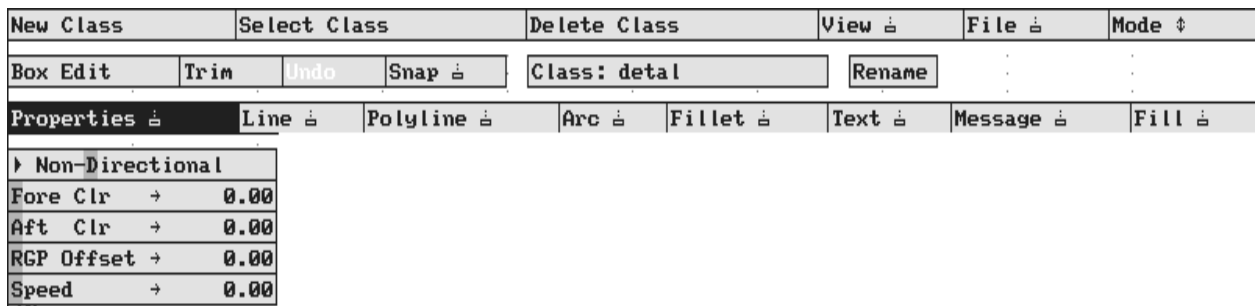 New Class Select Class Delete Class View File Mode
Box Edit Trim Undo Snap Class: detal Rename
Properties Line Polyline Arc Fillet Text Message Fill
Non-Directional
Fore Clr → 0.00
Aft Clr → 0.00
RGP Offset → 0.00
Speed → 0.00